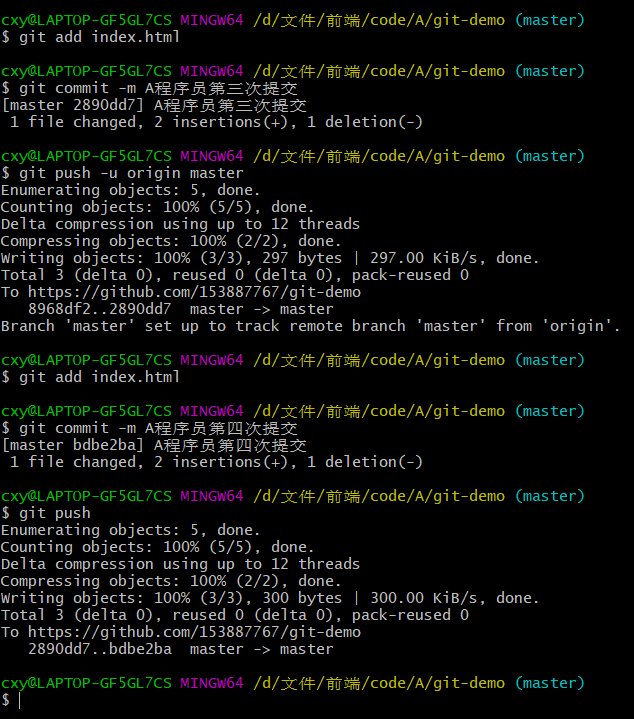 cxy@LAPTOP-GF5GL7CS MINGW64 /d/文件/前端/code/A/git-demo (master)
$ git add index.html
cxy@LAPTOP-GF5GL7CS MINGW64 /d/文件/前端/code/A/git-demo (master)
$ git commit -m A程序员第三次提交
[master 2890dd7] A程序员第三次提交
 1 file changed, 2 insertions(+), 1 deletion(-)
cxy@LAPTOP-GF5GL7CS MINGW64 /d/文件/前端/code/A/git-demo (master)
$ git push -u origin master
Enumerating objects: 5, done.
Counting objects: 100% (5/5), done.
Delta compression using up to 12 threads
Compressing objects: 100% (2/2), done.
Writing objects: 100% (3/3), 297 bytes | 297.00 KiB/s, done.
Total 3 (delta 0), reused 0 (delta 0), pack-reused 0
To https://github.com/153887767/git-demo
   8968df2..2890dd7  master -> master
Branch 'master' set up to track remote branch 'master' from 'origin'.
cxy@LAPTOP-GF5GL7CS MINGW64 /d/文件/前端/code/A/git-demo (master)
$ git add index.html
cxy@LAPTOP-GF5GL7CS MINGW64 /d/文件/前端/code/A/git-demo (master)
$ git commit -m A程序员第四次提交
[master bdbe2ba] A程序员第四次提交
 1 file changed, 2 insertions(+), 1 deletion(-)
cxy@LAPTOP-GF5GL7CS MINGW64 /d/文件/前端/code/A/git-demo (master)
$ git push
Enumerating objects: 5, done.
Counting objects: 100% (5/5), done.
Delta compression using up to 12 threads
Compressing objects: 100% (2/2), done.
Writing objects: 100% (3/3), 300 bytes | 300.00 KiB/s, done.
Total 3 (delta 0), reused 0 (delta 0), pack-reused 0
To https://github.com/153887767/git-demo
   2890dd7..bdbe2ba  master -> master
cxy@LAPTOP-GF5GL7CS MINGW64 /d/文件/前端/code/A/git-demo (master)
$